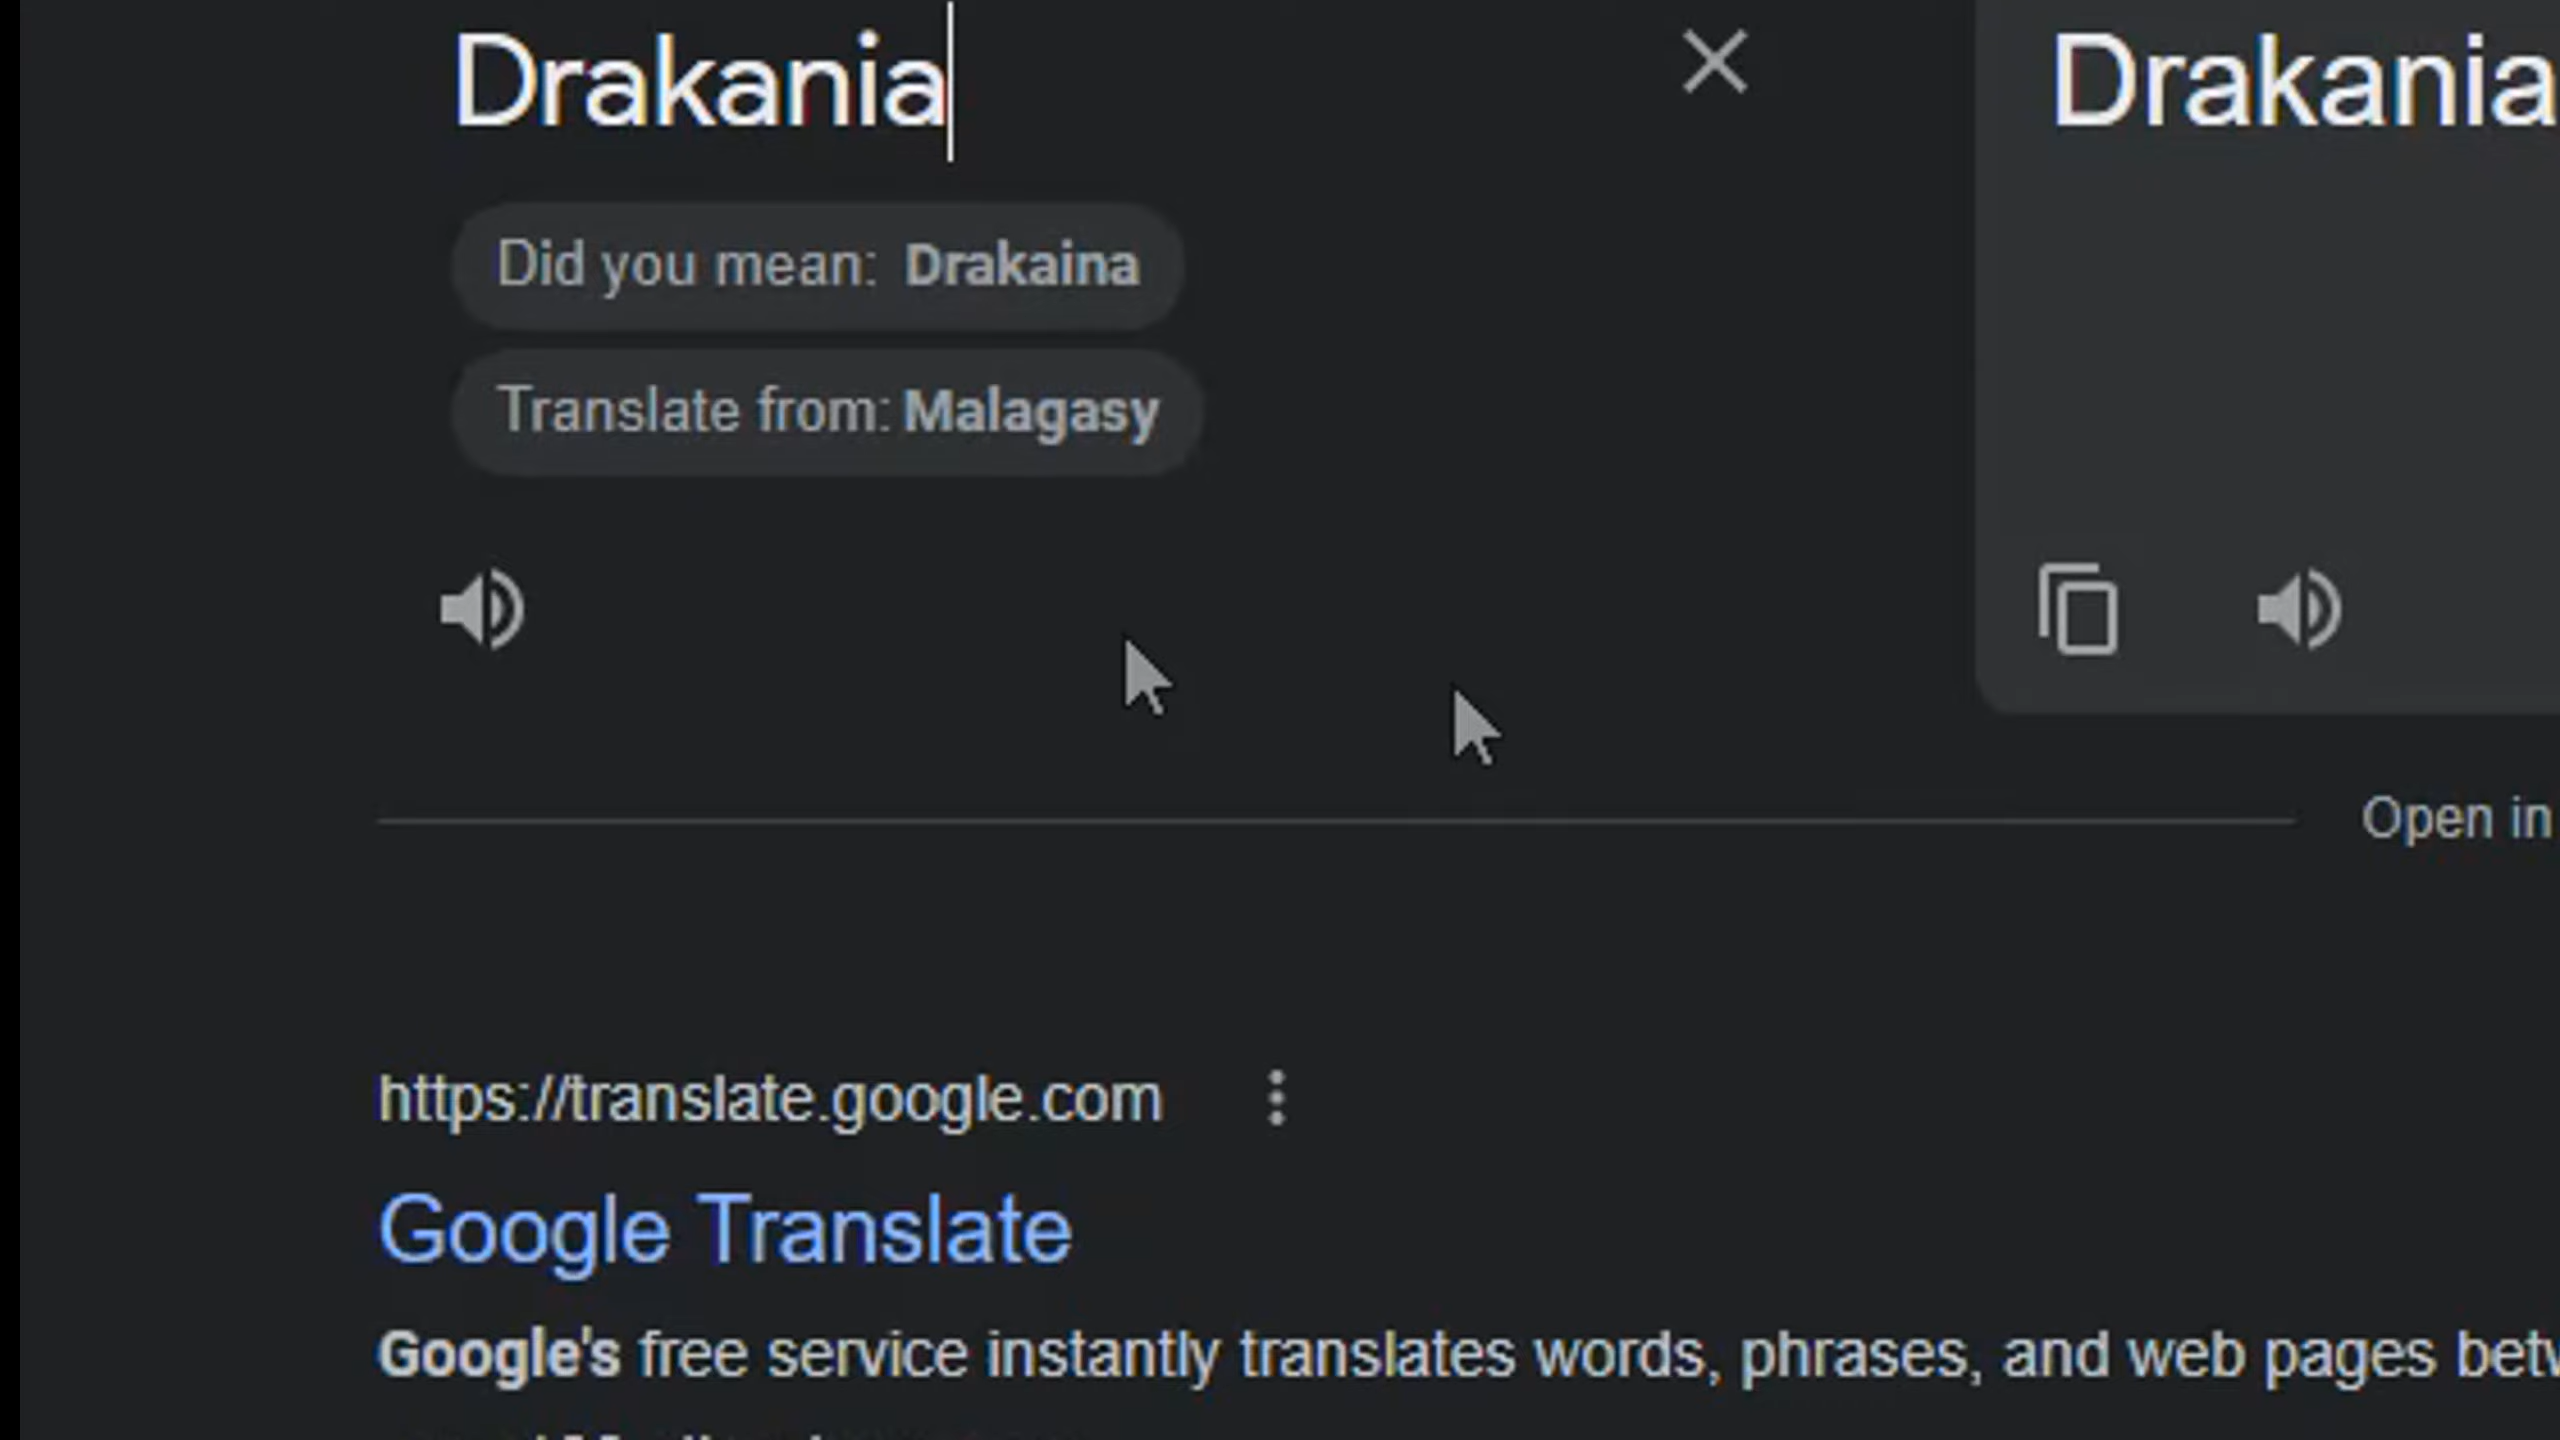 Drakania
Drakania
Did you mean: Drakaina
Translate from: Malagasy
Open in
https://translate.google.com
Google Translate
Google's free service instantly translates words, phrases, and web pages